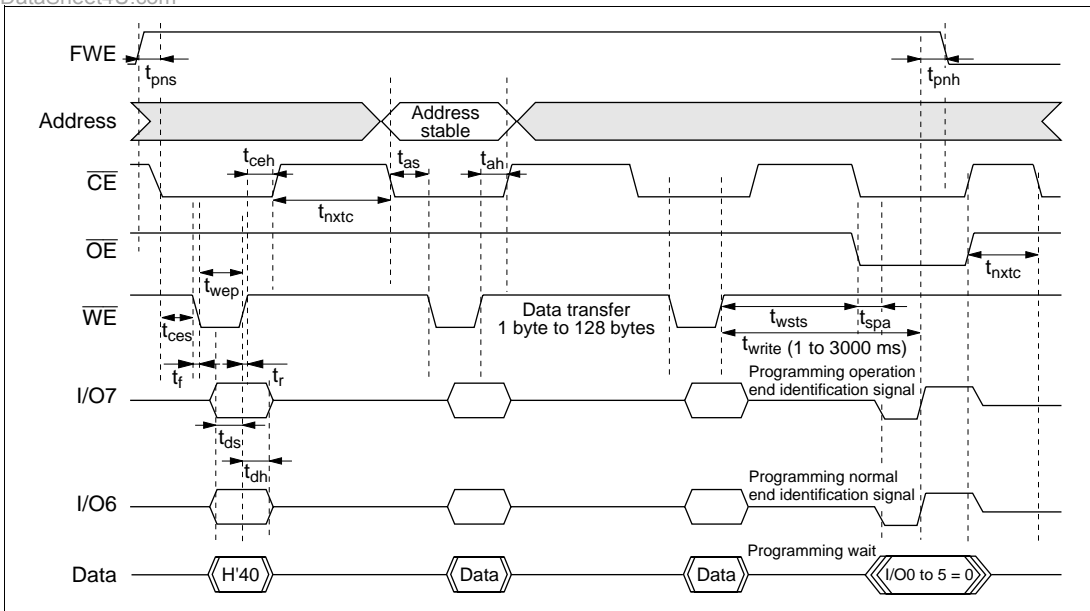 DataSheet4U.com
FWE
tpns
tpnh
Address
Address
stable
tceh
tas
tah
CE
tnxtc
OE
tnxtc
twep
WE
Data transfer
1 byte to 128 bytes
twsts
tspa
tces
twrite (1 to 3000 ms)
tf
tr
Programming operation
end identification signal
I/O7
tds
tdh
Programming normal
end identification signal
I/O6
Programming wait
Data
H'40
Data
Data
I/O0 to 5 = 0